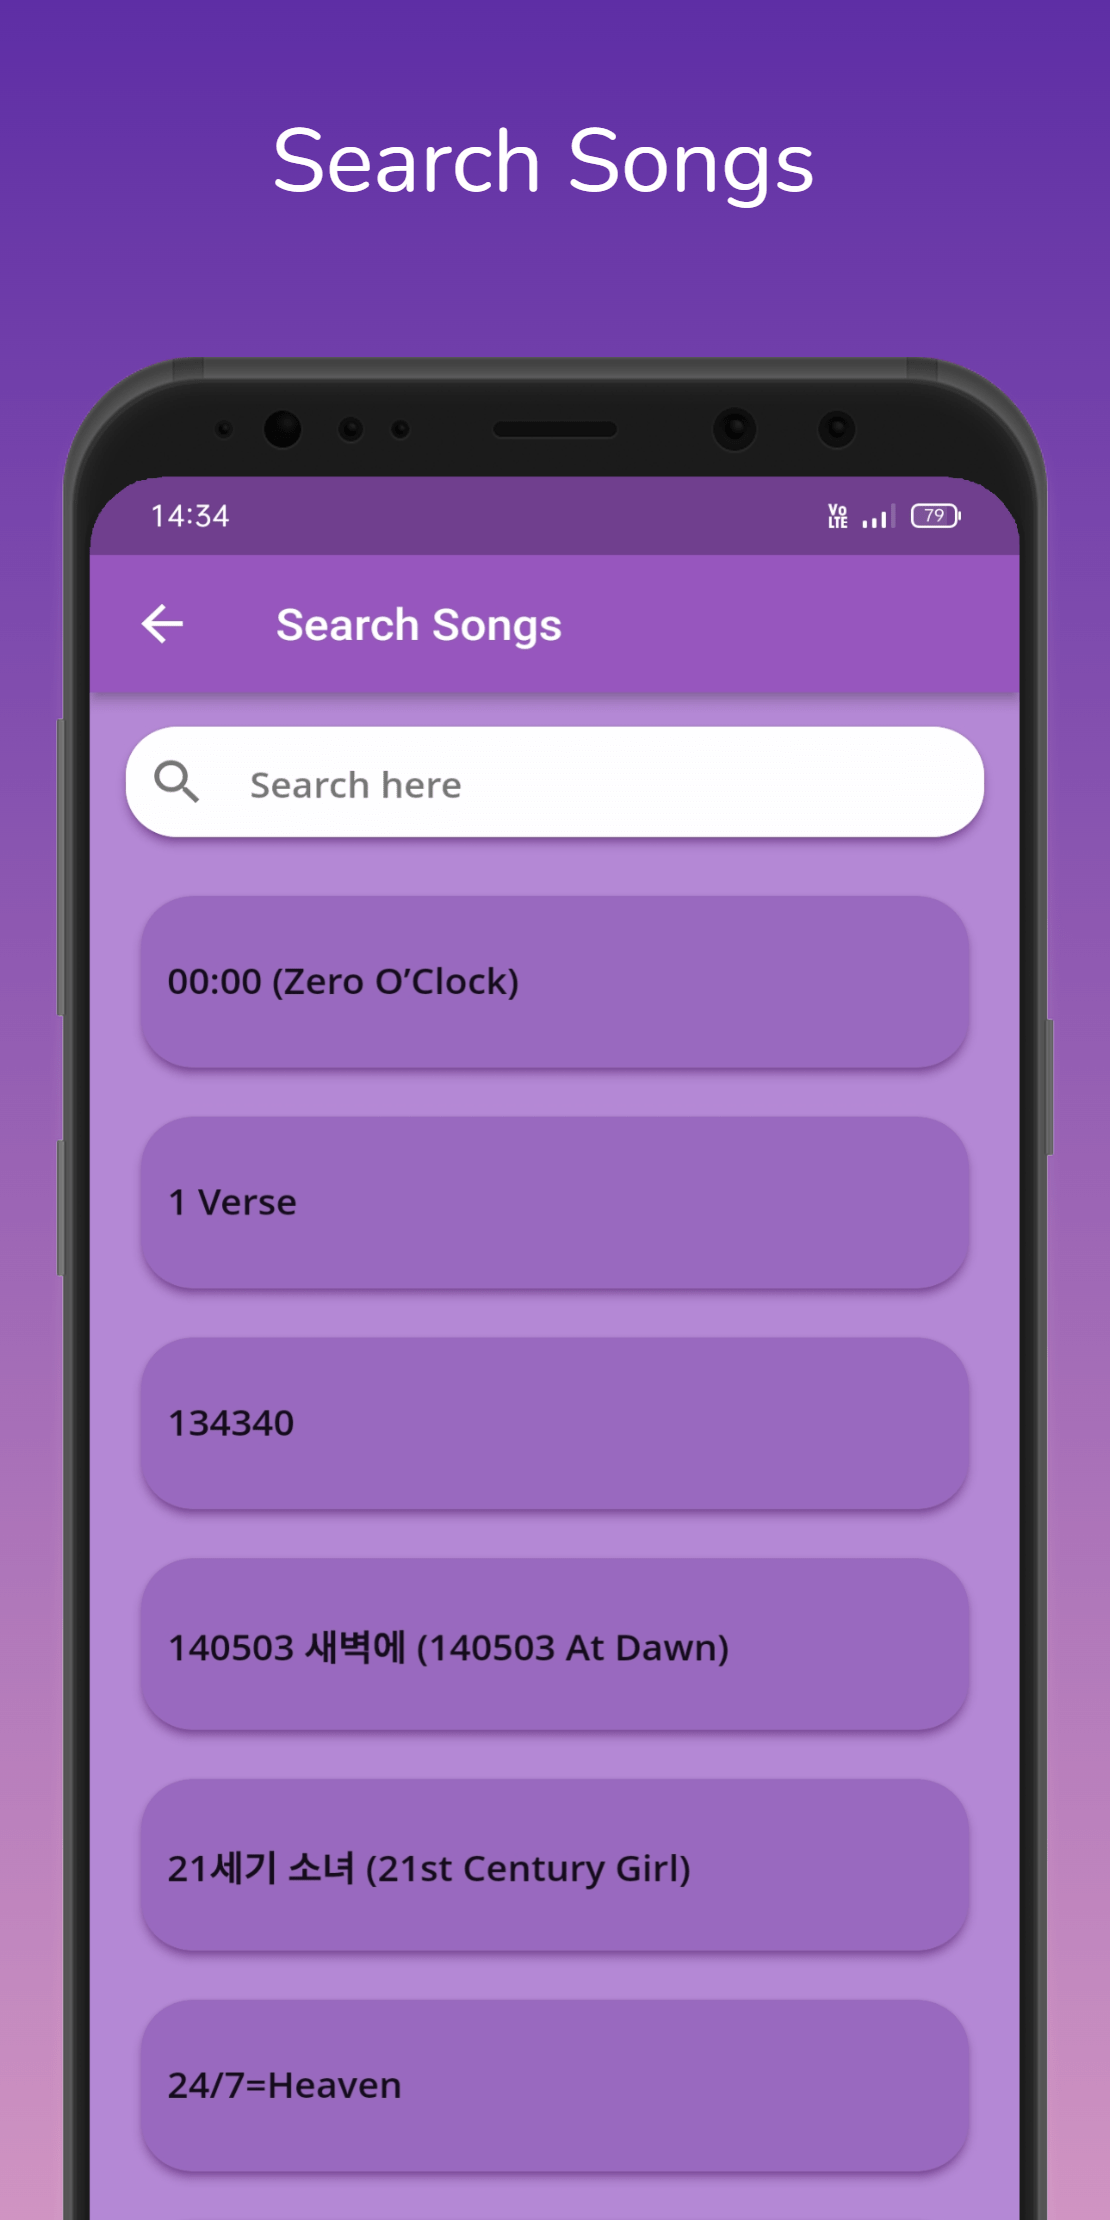 Search Songs
14:34
Vo LTE
79
Search Songs
Search here
00:00 (Zero O’Clock)
1 Verse
134340
140503 새벽에 (140503 At Dawn)
21세기 소녀 (21st Century Girl)
24/7=Heaven